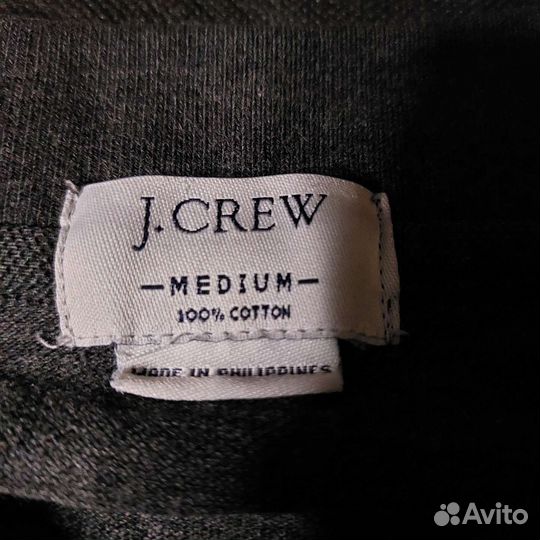 J.CREW
—MEDIUM—
100% COTTON
MADE IN PHILIPPINES
Avito